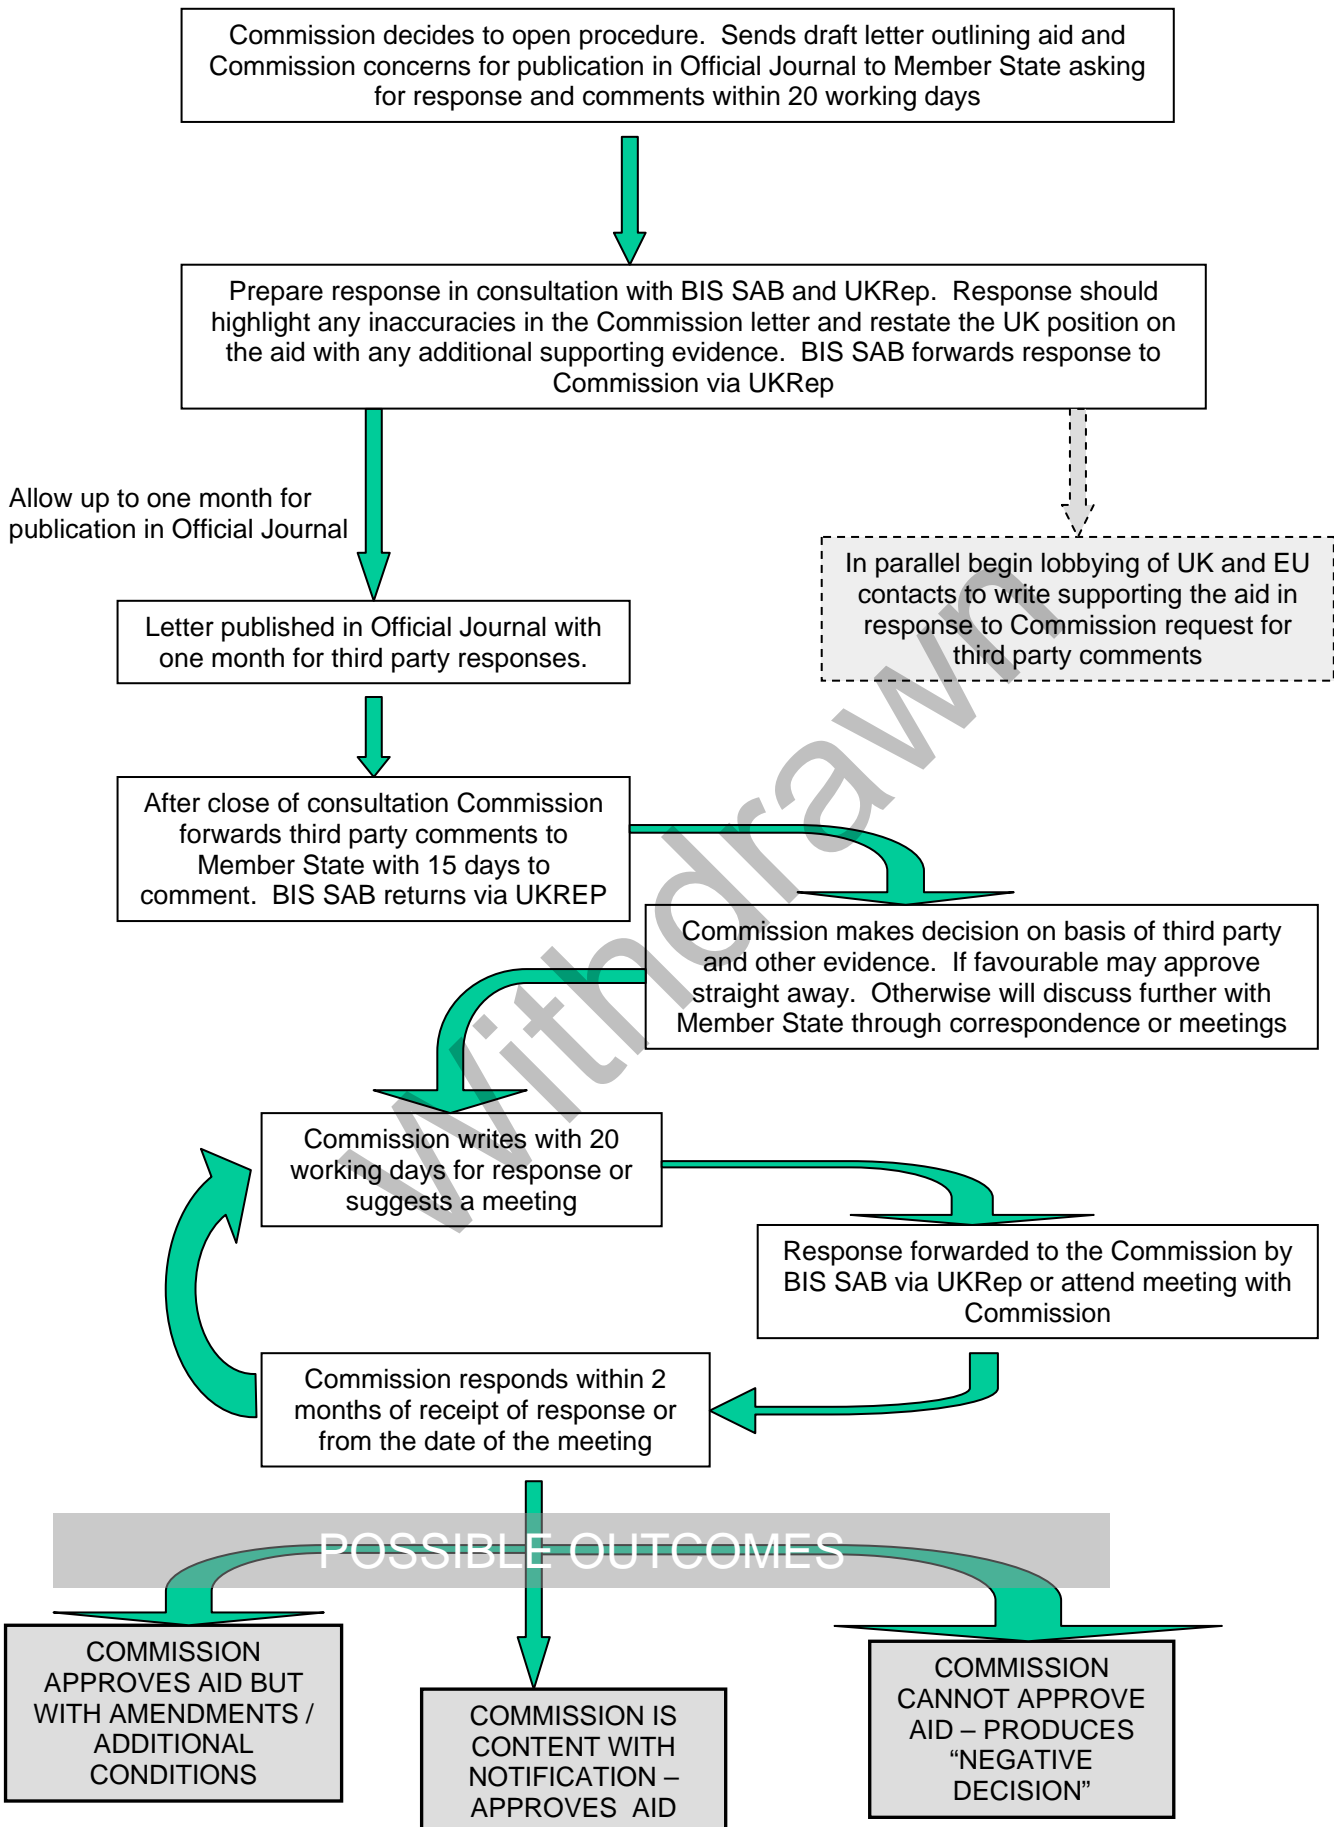 Commission decides to open procedure.  Sends draft letter outlining aid and
Commission concerns for publication in Official Journal to Member State asking
for response and comments within 20 working days
Prepare response in consultation with BIS SAB and UKRep.  Response should
highlight any inaccuracies in the Commission letter and restate the UK position on
the aid with any additional supporting evidence.  BIS SAB forwards response to
Commission via UKRep
Allow up to one month for
publication in Official Journal
In parallel begin lobbying of UK and EU
contacts to write supporting the aid in
response to Commission request for
third party comments
Letter published in Official Journal with
one month for third party responses.
After close of consultation Commission
forwards third party comments to
Member State with 15 days to
comment.  BIS SAB returns via UKREP
Commission makes decision on basis of third party
and other evidence.  If favourable may approve
straight away.  Otherwise will discuss further with
Member State through correspondence or meetings
Withdrawn
Commission writes with 20
working days for response or
suggests a meeting
Response forwarded to the Commission by
BIS SAB via UKRep or attend meeting with
Commission
Commission responds within 2
months of receipt of response or
from the date of the meeting
POSSIBLE OUTCOMES
COMMISSION
APPROVES AID BUT
WITH AMENDMENTS /
ADDITIONAL
CONDITIONS
COMMISSION IS
CONTENT WITH
NOTIFICATION –
APPROVES  AID
COMMISSION
CANNOT APPROVE
AID – PRODUCES
“NEGATIVE
DECISION”